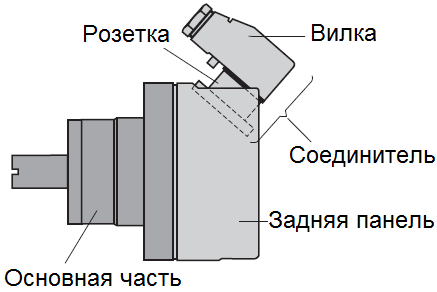 Розетка
Вилка
Соединитель
Задняя панель
Основная часть